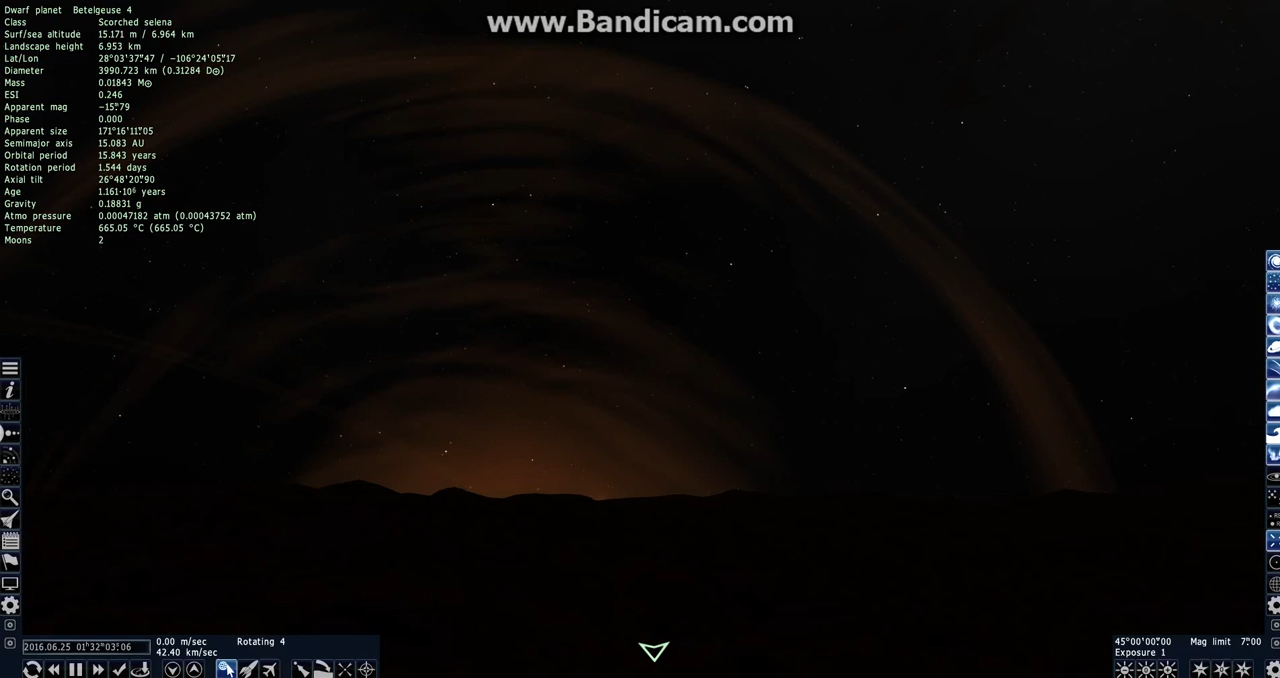 www.Bandicam.com
Dwarf planet Betelgeuse 4
Class Scorched selena
Surf/sea altitude 15.171 m / 6.964 km
Landscape height 6.953 km
Lat/Lon 28°03'37"47 / -106°24'05"17
Diameter 3990.723 km (0.31284 D⊕)
Mass 0.01843 M⊕
ESI 0.246
Apparent mag -15.79
Phase 0.000
Apparent size 171°16'11"05
Semimajor axis 15.083 AU
Orbital period 15.843 years
Rotation period 1.544 days
Axial tilt 26°48'20"90
Age 1.161·10⁶ years
Gravity 0.18831 g
Atmo pressure 0.00047182 atm (0.00043752 atm)
Temperature 665.05 °C (665.05 °C)
Moons 2
2016.06.25 01ʰ32ᵐ03ˢ06
0.00 m/sec Rotating 4
42.40 km/sec
45°00'00"00 Mag limit 7.00
Exposure 1